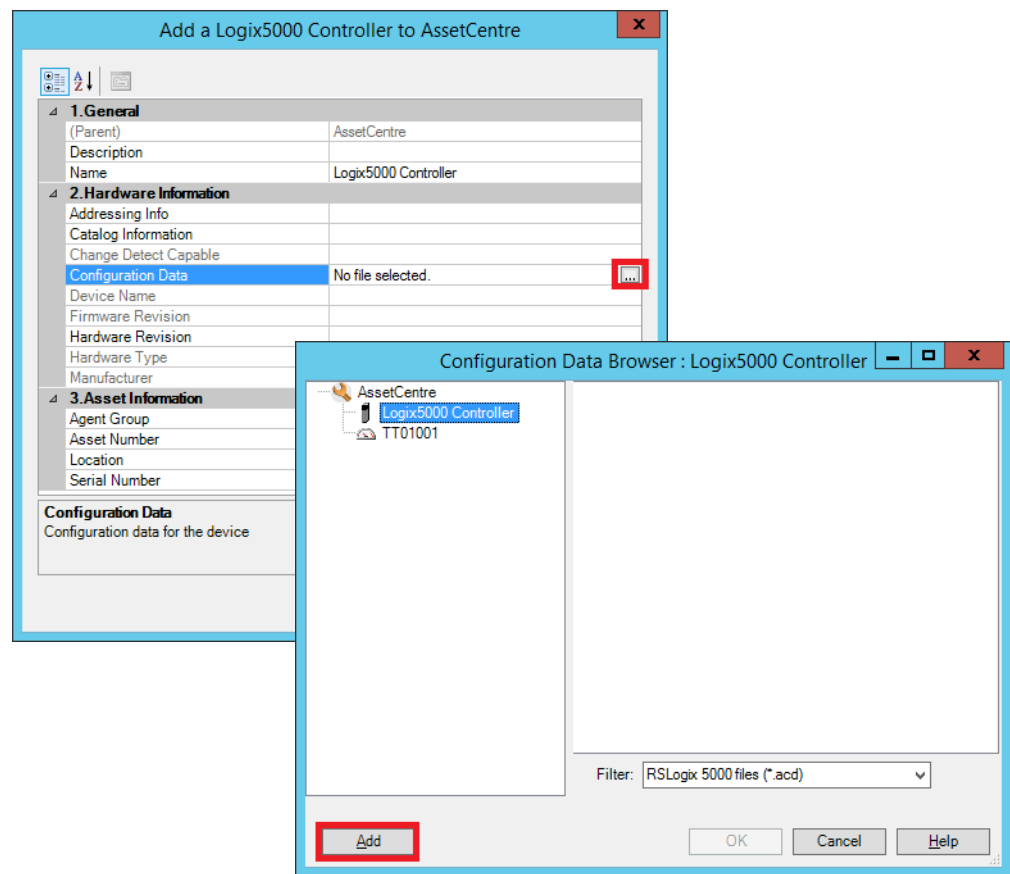 Add a Logix5000 Controller to AssetCentre
x
A
Z
1.General
(Parent) AssetCentre
Description
Name Logix5000 Controller
2.Hardware Information
Addressing Info
Catalog Information
Change Detect Capable
Configuration Data No file selected. ...
Device Name
Firmware Revision
Hardware Revision
Hardware Type
Manufacturer
3.Asset Information
Agent Group
Asset Number
Location
Serial Number
Configuration Data
Configuration data for the device
Configuration Data Browser : Logix5000 Controller
x
AssetCentre
Logix5000 Controller
TT01001
Filter: RSLogix 5000 files (*.acd)
Add OK Cancel Help